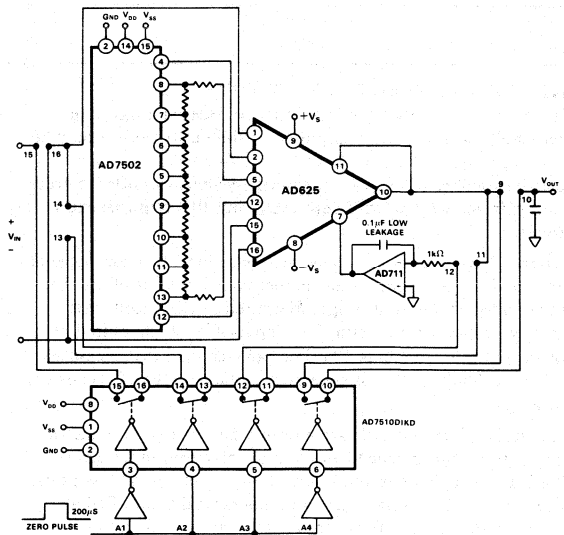 GND VDD VSS
2 14 15
4
8
7
6
5
9
10
11
13
12
AD7502
15 16
14
13
+
VIN
−
1
2
5
12
15
16
+VS
9
11
10
7
8
−VS
AD625
0.1μF LOW
LEAKAGE
1kΩ
AD711
−
+
12
11
9
10
VOUT
15 16 14 13 12 11 9 10
VDD 8
VSS 1
GND 2
AD7510DIKD
3 4 5 6
200μS
ZERO PULSE
A1 A2 A3 A4